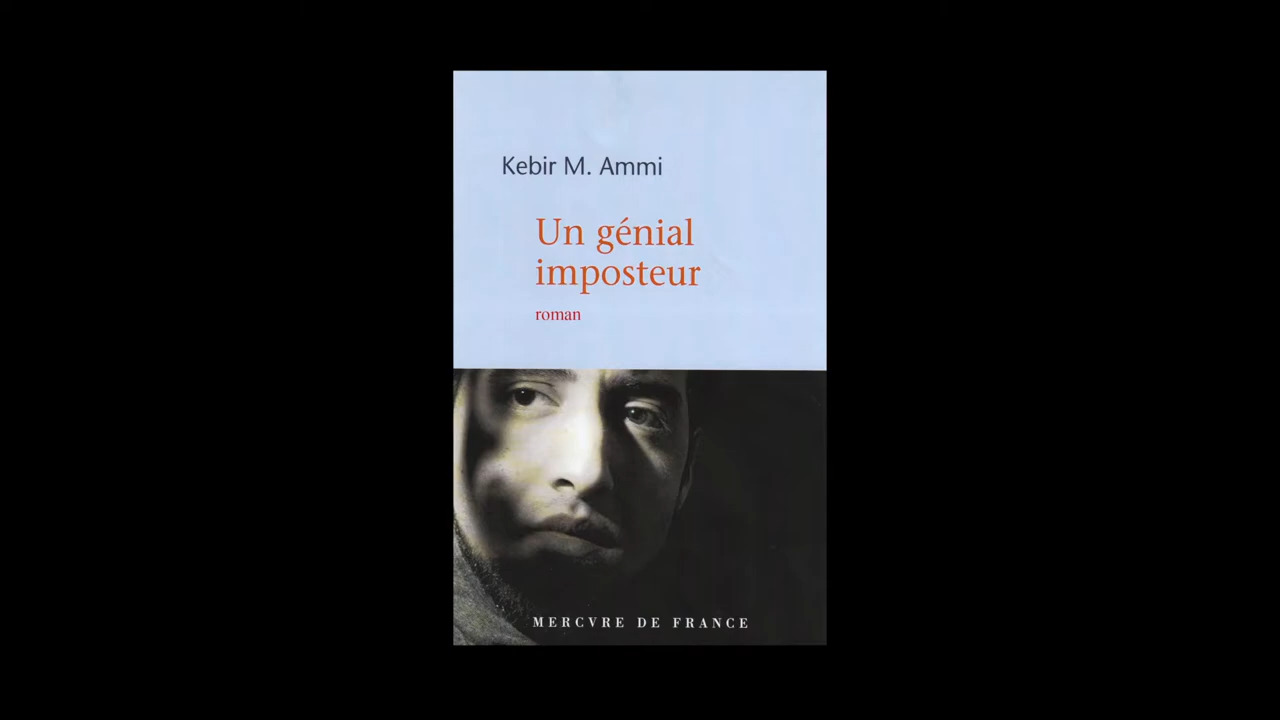 Kebir M. Ammi
Un génial
imposteur
roman
MERCVRE DE FRANCE